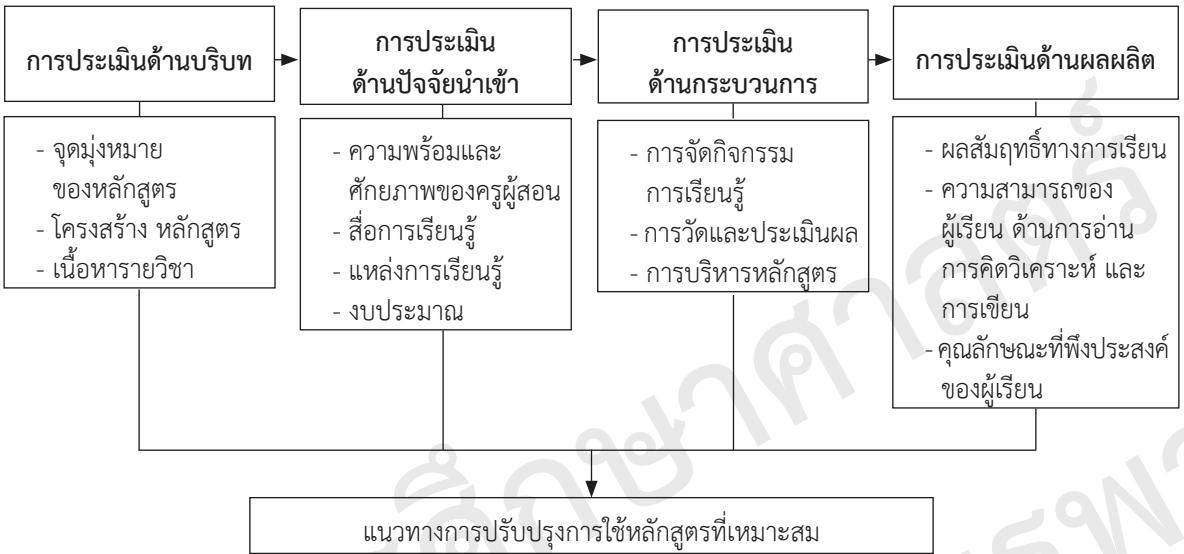 การประเมินด้านบริบท
การประเมิน
ด้านปัจจัยนำเข้า
การประเมิน
ด้านกระบวนการ
การประเมินด้านผลผลิต
- จุดมุ่งหมาย
ของหลักสูตร
- โครงสร้าง หลักสูตร
- เนื้อหารายวิชา
- ความพร้อมและ
ศักยภาพของครูผู้สอน
- สื่อการเรียนรู้
- แหล่งการเรียนรู้
- งบประมาณ
- การจัดกิจกรรม
การเรียนรู้
- การวัดและประเมินผล
- การบริหารหลักสูตร
- ผลสัมฤทธิ์ทางการเรียน
- ความสามารถของ
ผู้เรียน ด้านการอ่าน
การคิดวิเคราะห์ และ
การเขียน
- คุณลักษณะที่พึงประสงค์
ของผู้เรียน
แนวทางการปรับปรุงการใช้หลักสูตรที่เหมาะสม